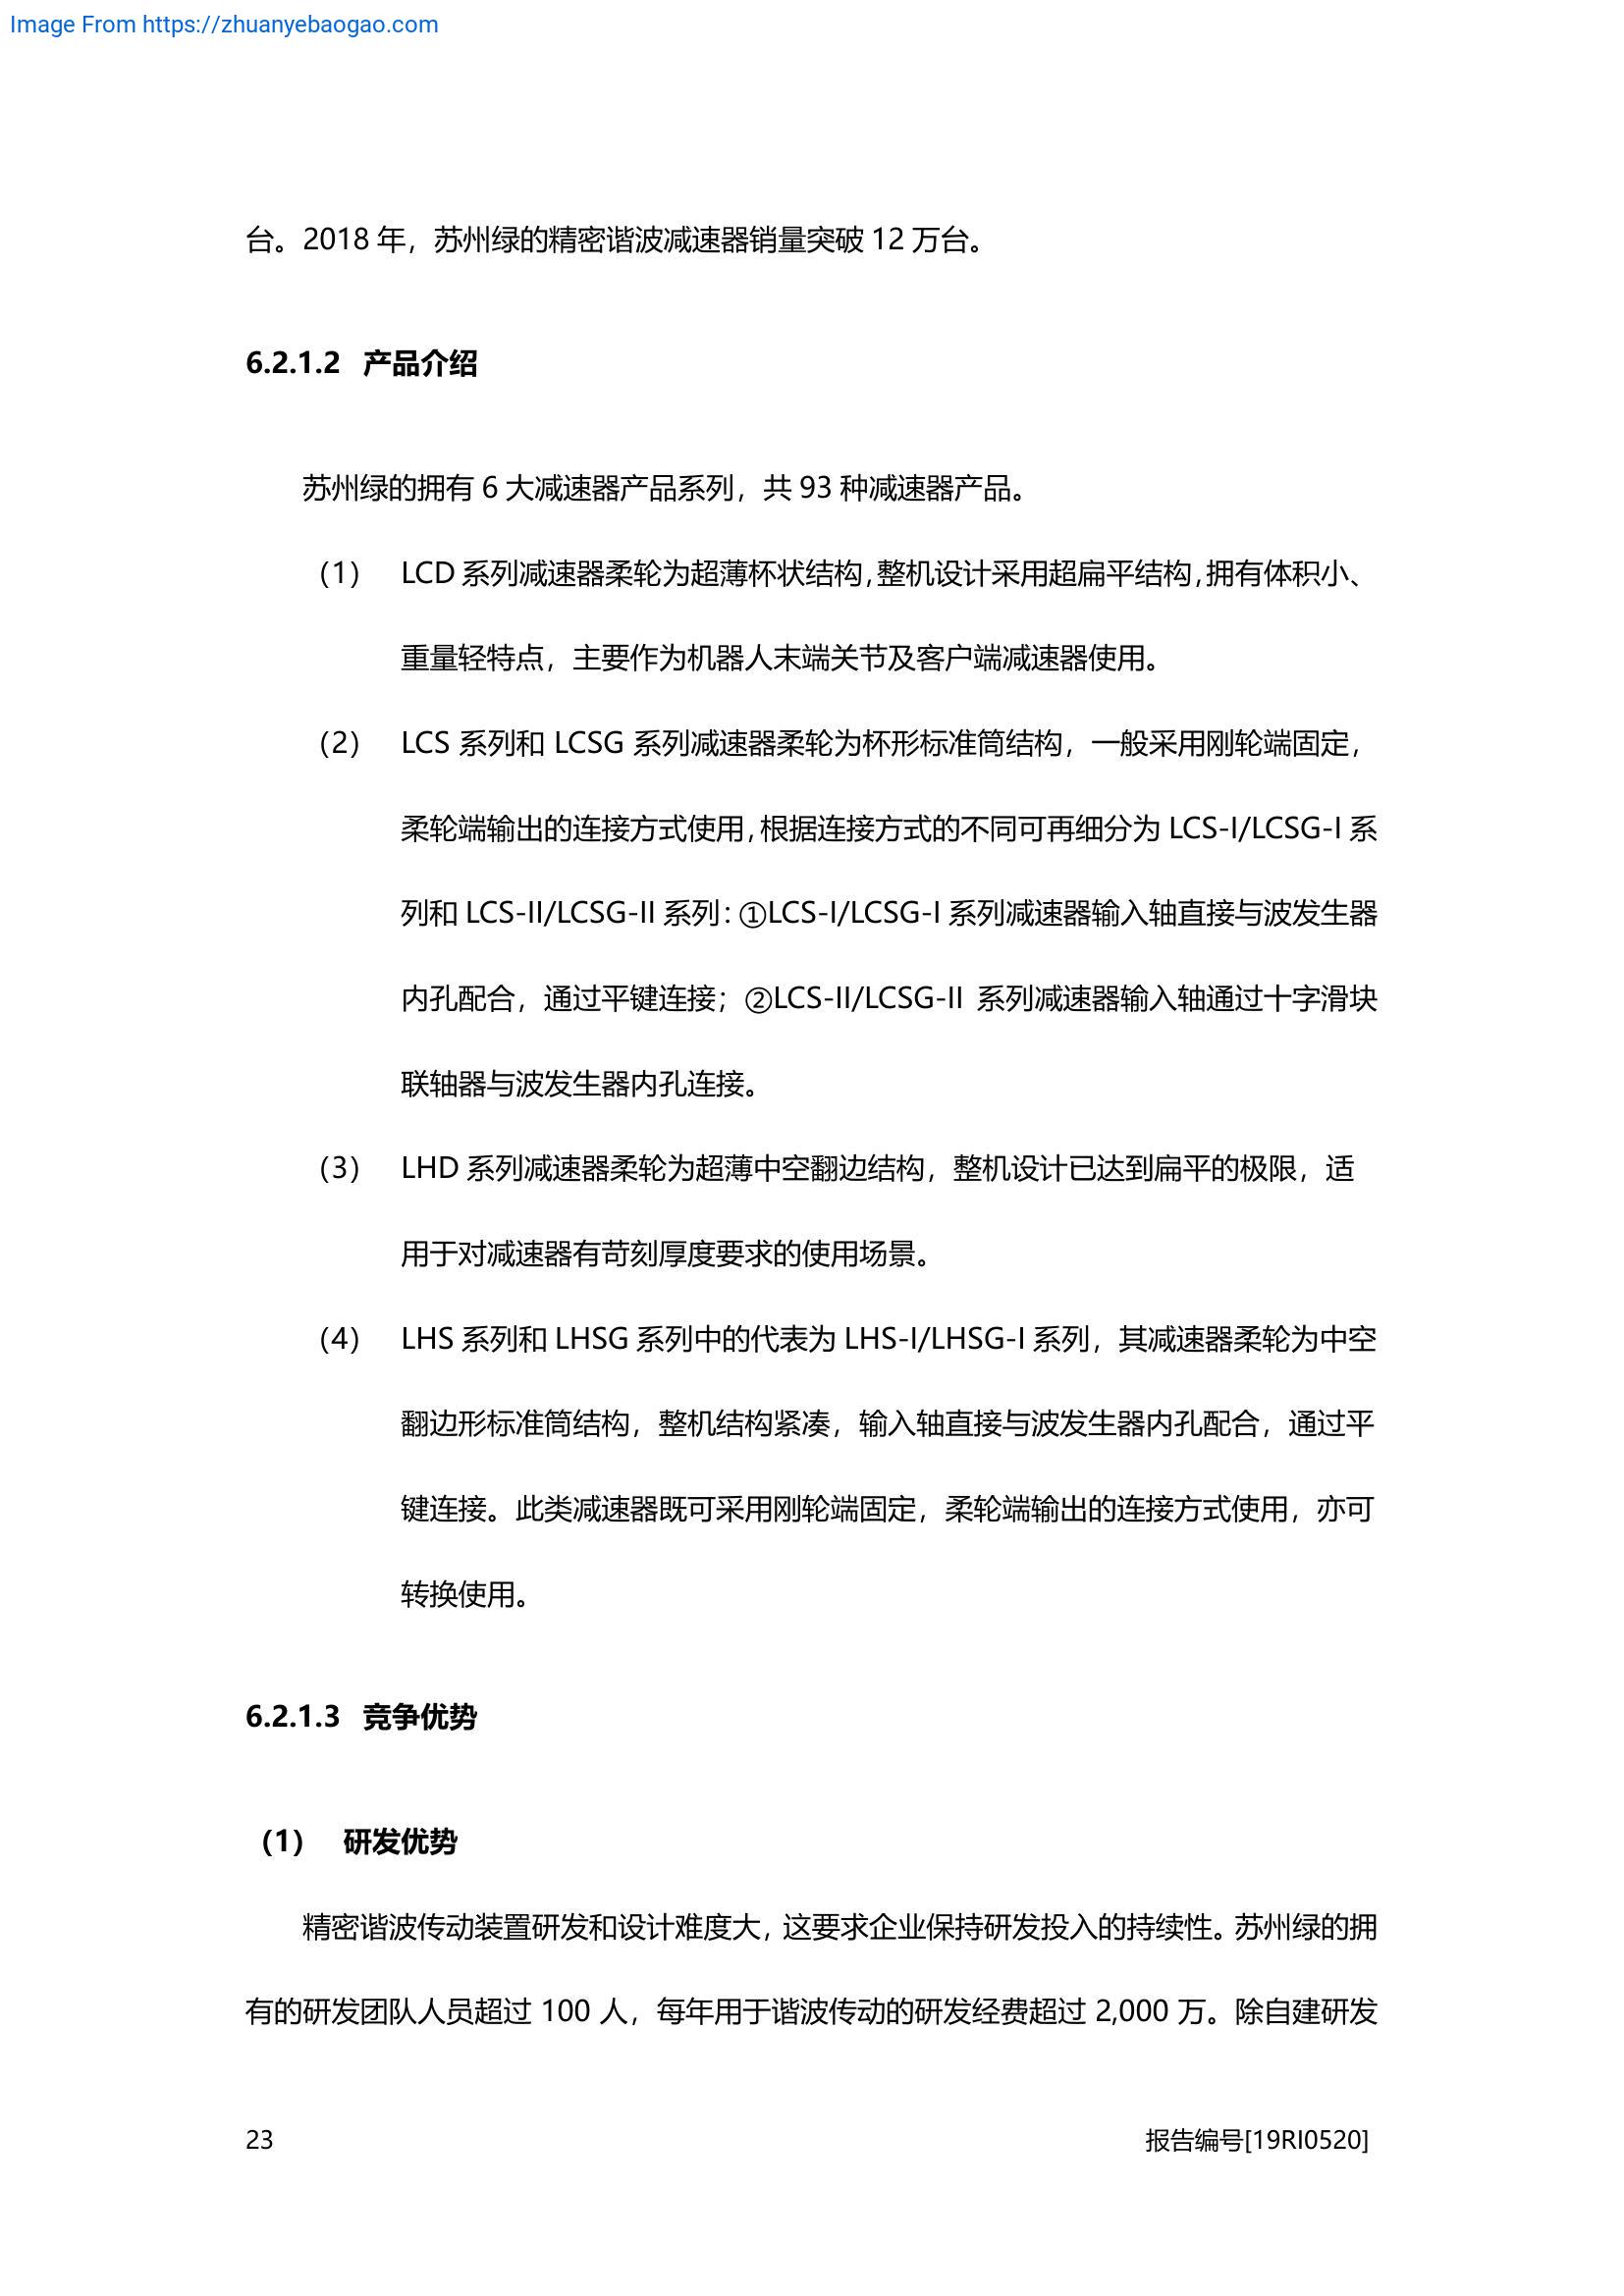 Image From https://zhuanyebaogao.com
台。2018 年，苏州绿的精密谐波减速器销量突破 12 万台。
6.2.1.2 产品介绍
苏州绿的拥有 6 大减速器产品系列，共 93 种减速器产品。
（1） LCD 系列减速器柔轮为超薄杯状结构，整机设计采用超扁平结构，拥有体积小、
重量轻特点，主要作为机器人末端关节及客户端减速器使用。
（2） LCS 系列和 LCSG 系列减速器柔轮为杯形标准筒结构，一般采用刚轮端固定，
柔轮端输出的连接方式使用，根据连接方式的不同可再细分为 LCS-I/LCSG-I 系
列和 LCS-II/LCSG-II 系列：①LCS-I/LCSG-I 系列减速器输入轴直接与波发生器
内孔配合，通过平键连接；②LCS-II/LCSG-II 系列减速器输入轴通过十字滑块
联轴器与波发生器内孔连接。
（3） LHD 系列减速器柔轮为超薄中空翻边结构，整机设计已达到扁平的极限，适
用于对减速器有苛刻厚度要求的使用场景。
（4） LHS 系列和 LHSG 系列中的代表为 LHS-I/LHSG-I 系列，其减速器柔轮为中空
翻边形标准筒结构，整机结构紧凑，输入轴直接与波发生器内孔配合，通过平
键连接。此类减速器既可采用刚轮端固定，柔轮端输出的连接方式使用，亦可
转换使用。
6.2.1.3 竞争优势
（1） 研发优势
精密谐波传动装置研发和设计难度大，这要求企业保持研发投入的持续性。苏州绿的拥
有的研发团队人员超过 100 人，每年用于谐波传动的研发经费超过 2,000 万。除自建研发
23
报告编号[19RI0520]